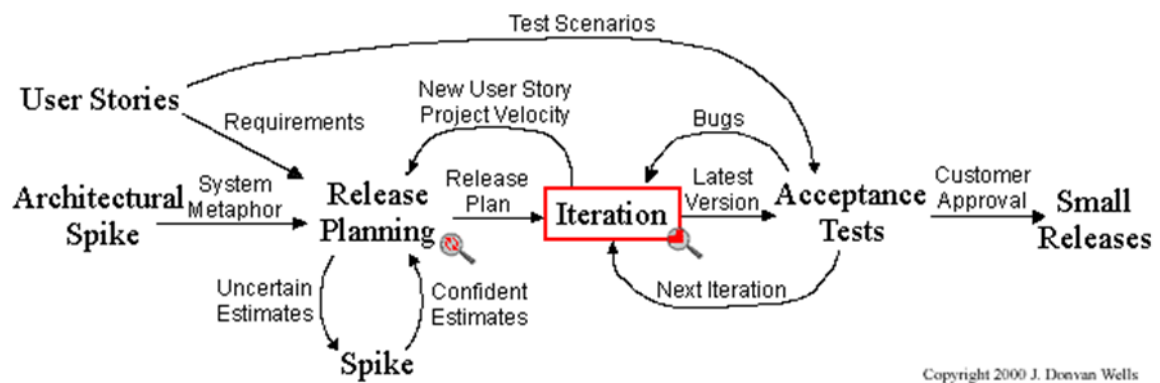 Test Scenarios
User Stories
New User Story
Project Velocity
Requirements
Bugs
Architectural
Spike
System
Metaphor
Release
Planning
Release
Plan
Iteration
Latest
Version
Acceptance
Tests
Customer
Approval
Small
Releases
Uncertain
Estimates
Confident
Estimates
Next Iteration
Spike
Copyright 2000 J. Donvan Wells